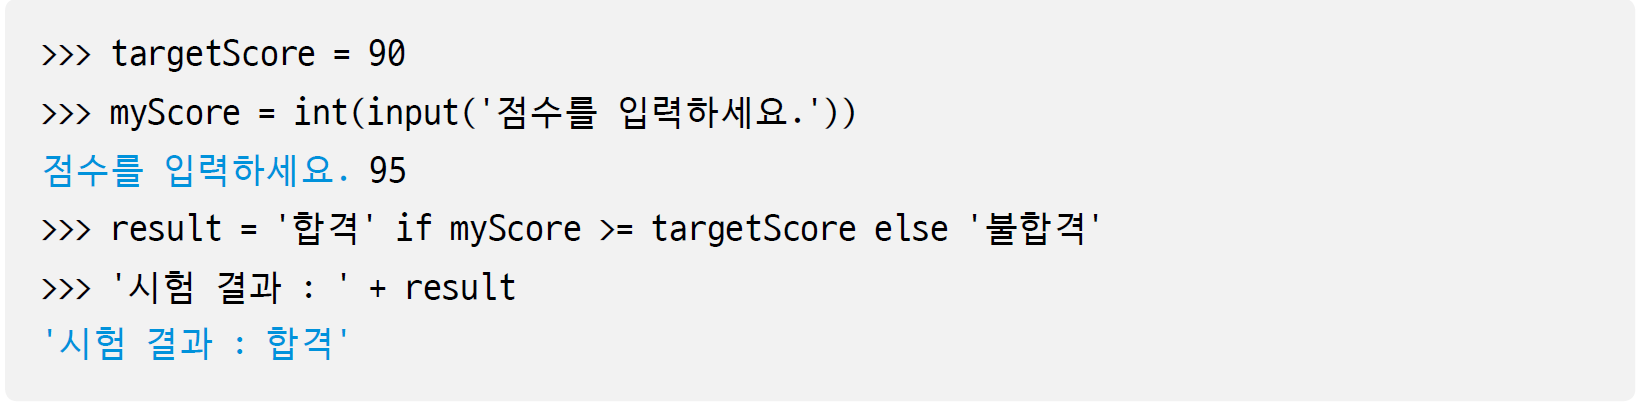 >>> targetScore = 90
>>> myScore = int(input('점수를 입력하세요.'))
점수를 입력하세요. 95
>>> result = '합격' if myScore >= targetScore else '불합격'
>>> '시험 결과 : ' + result
'시험 결과 : 합격'